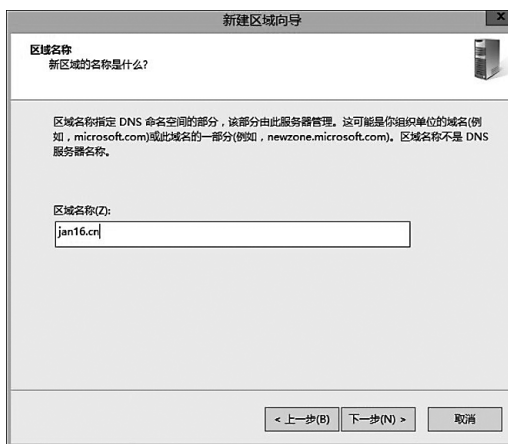 新建区域向导
区域名称
新区域的名称是什么?
区域名称指定 DNS 命名空间的部分，该部分由此服务器管理。这可能是你组织单位的域名(例
如，microsoft.com)或此域名的一部分(例如，newzone.microsoft.com)。区域名称不是 DNS
服务器名称。
区域名称(Z):
jan16.cn
< 上一步(B)
下一步(N) >
取消